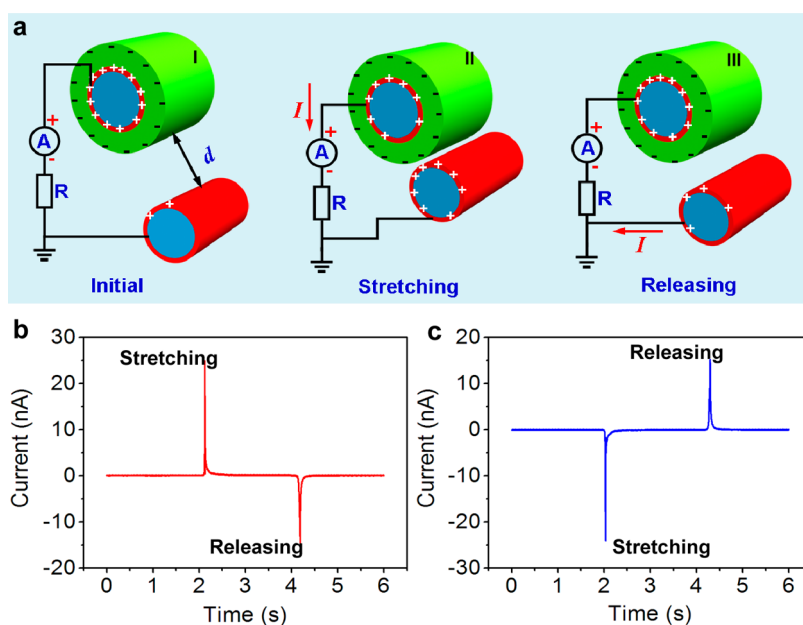 a
I
II
III
I
+
A
-
R
d
+
A
-
R
+
A
-
R
I
Initial
Stretching
Releasing
b
c
30
20
10
0
-10
-20
Current (nA)
Stretching
Releasing
0 1 2 3 4 5 6
Time (s)
20
10
0
-10
-20
-30
Current (nA)
Releasing
Stretching
0 1 2 3 4 5 6
Time (s)